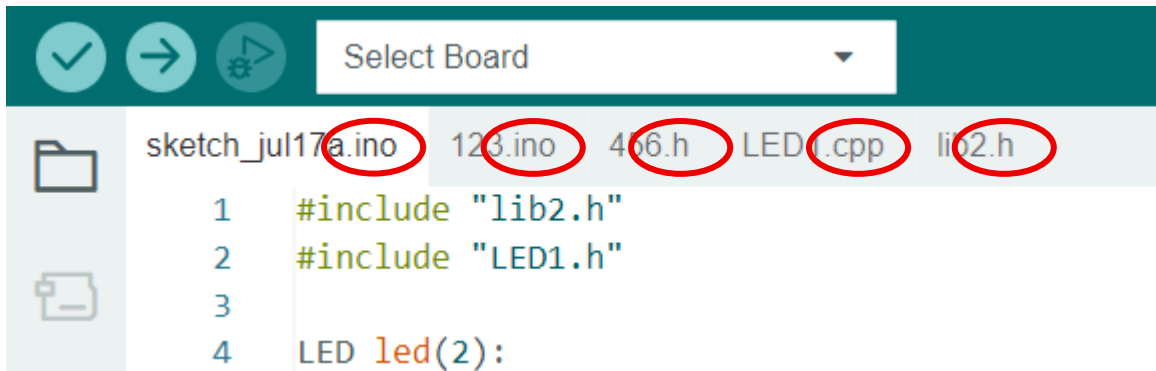 Select Board
sketch_jul17a.ino 123.ino 456.h LED1.cpp lib2.h
1 #include "lib2.h"
2 #include "LED1.h"
3
4 LED led(2):